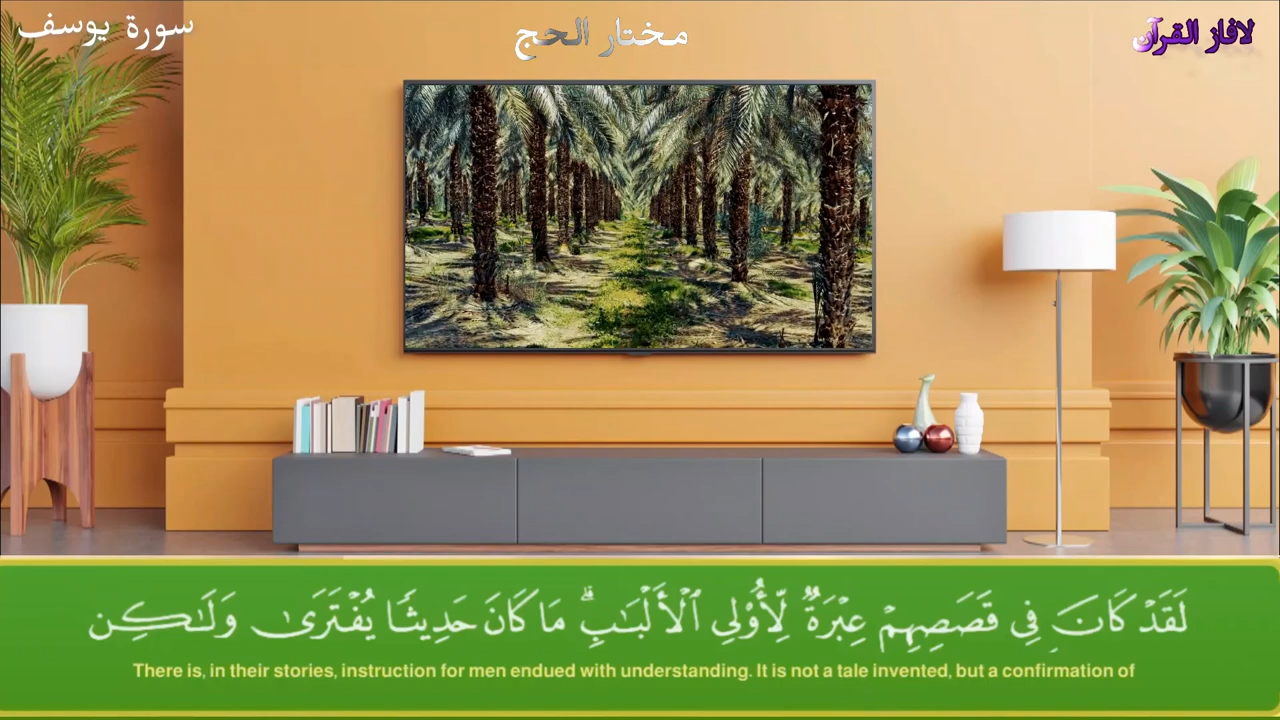 سورة يوسف
مختار الحج
لافاز القرآن
لَقَدْ كَانَ فِي قَصَصِهِمْ عِبْرَةٌ لِّأُوْلِي ٱلْأَلْبَٰبِۗ مَا كَانَ حَدِيثًا يُفْتَرَىٰ وَلَٰكِن
There is, in their stories, instruction for men endued with understanding. It is not a tale invented, but a confirmation of